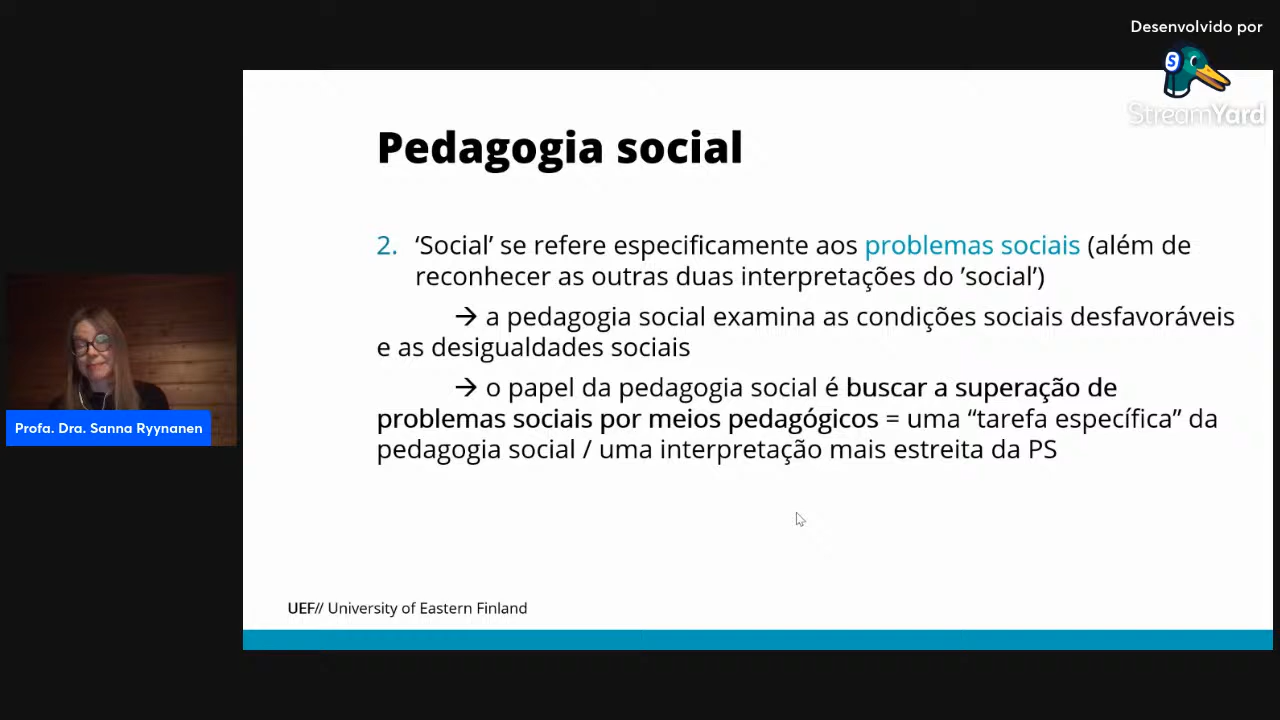 Desenvolvido por
S
StreamYard
Pedagogia social
2. ‘Social’ se refere especificamente aos problemas sociais (além de
reconhecer as outras duas interpretações do ’social’)
→ a pedagogia social examina as condições sociais desfavoráveis
e as desigualdades sociais
→ o papel da pedagogia social é buscar a superação de
problemas sociais por meios pedagógicos = uma “tarefa específica” da
pedagogia social / uma interpretação mais estreita da PS
Profa. Dra. Sanna Ryynanen
UEF// University of Eastern Finland